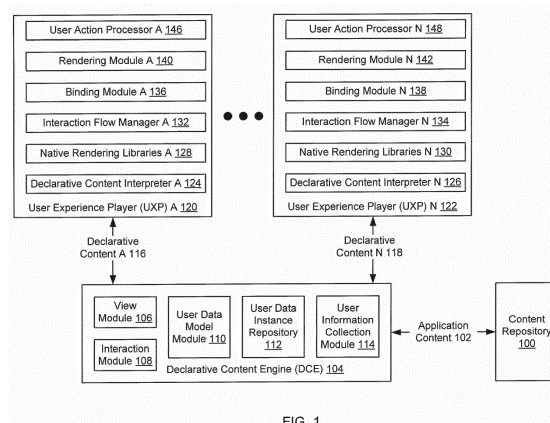 User Action Processor A 146
Rendering Module A 140
Binding Module A 136
Interaction Flow Manager A 132
Native Rendering Libraries A 128
Declarative Content Interpreter A 124
User Experience Player (UXP) A 120
User Action Processor N 148
Rendering Module N 142
Binding Module N 138
Interaction Flow Manager N 134
Native Rendering Libraries N 130
Declarative Content Interpreter N 126
User Experience Player (UXP) N 122
Declarative
Content A 116
Declarative
Content N 118
View
Module 106
Interaction
Module 108
User Data
Model
Module
110
User Data
Instance
Repository
112
User
Information
Collection
Module 114
Declarative Content Engine (DCE) 104
Application
Content 102
Content
Repository
100
FIG. 1